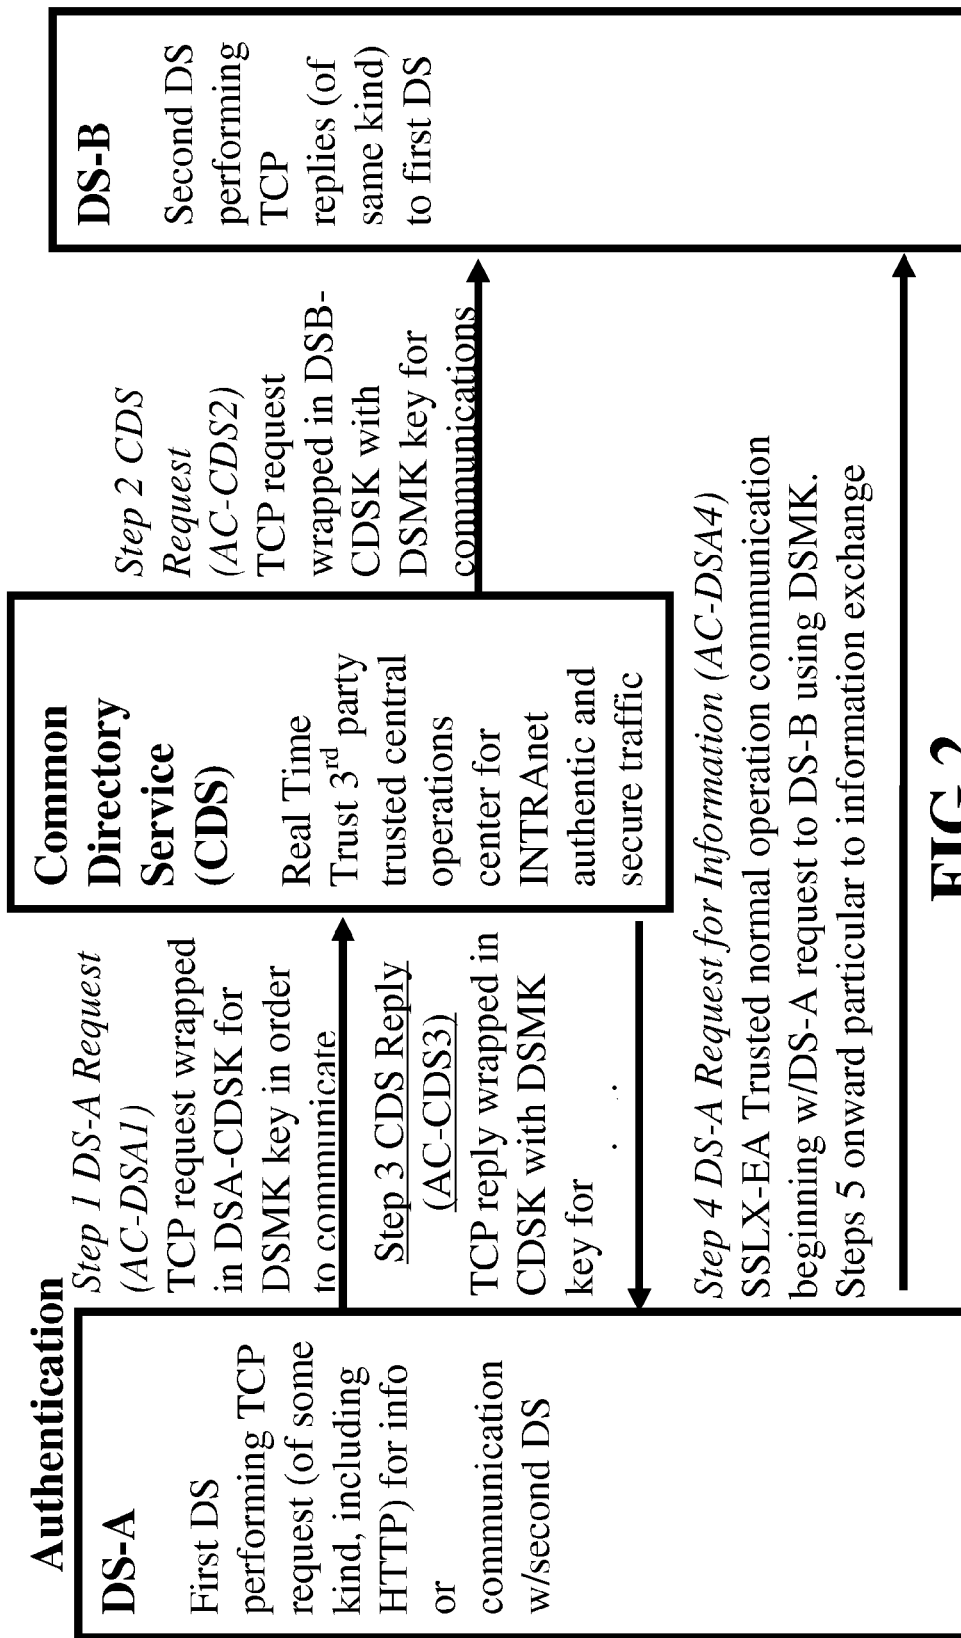 Authentication
DS-A
First DS
performing TCP
request (of some
kind, including
HTTP) for info
or
communication
w/second DS
Step 1 DS-A Request
(AC-DSA1)
TCP request wrapped
in DSA-CDSK for
DSMK key in order
to communicate
Step 3 CDS Reply
(AC-CDS3)
TCP reply wrapped in
CDSK with DSMK
key for
Common
Directory
Service
(CDS)
Real Time
Trust 3rd party
trusted central
operations
center for
INTRAnet
authentic and
secure traffic
Step 2 CDS
Request
(AC-CDS2)
TCP request
wrapped in DSB-
CDSK with
DSMK key for
communications
DS-B
Second DS
performing
TCP
replies (of
same kind)
to first DS
Step 4 DS-A Request for Information (AC-DSA4)
SSLX-EA Trusted normal operation communication
beginning w/DS-A request to DS-B using DSMK.
Steps 5 onward particular to information exchange
FIG 2